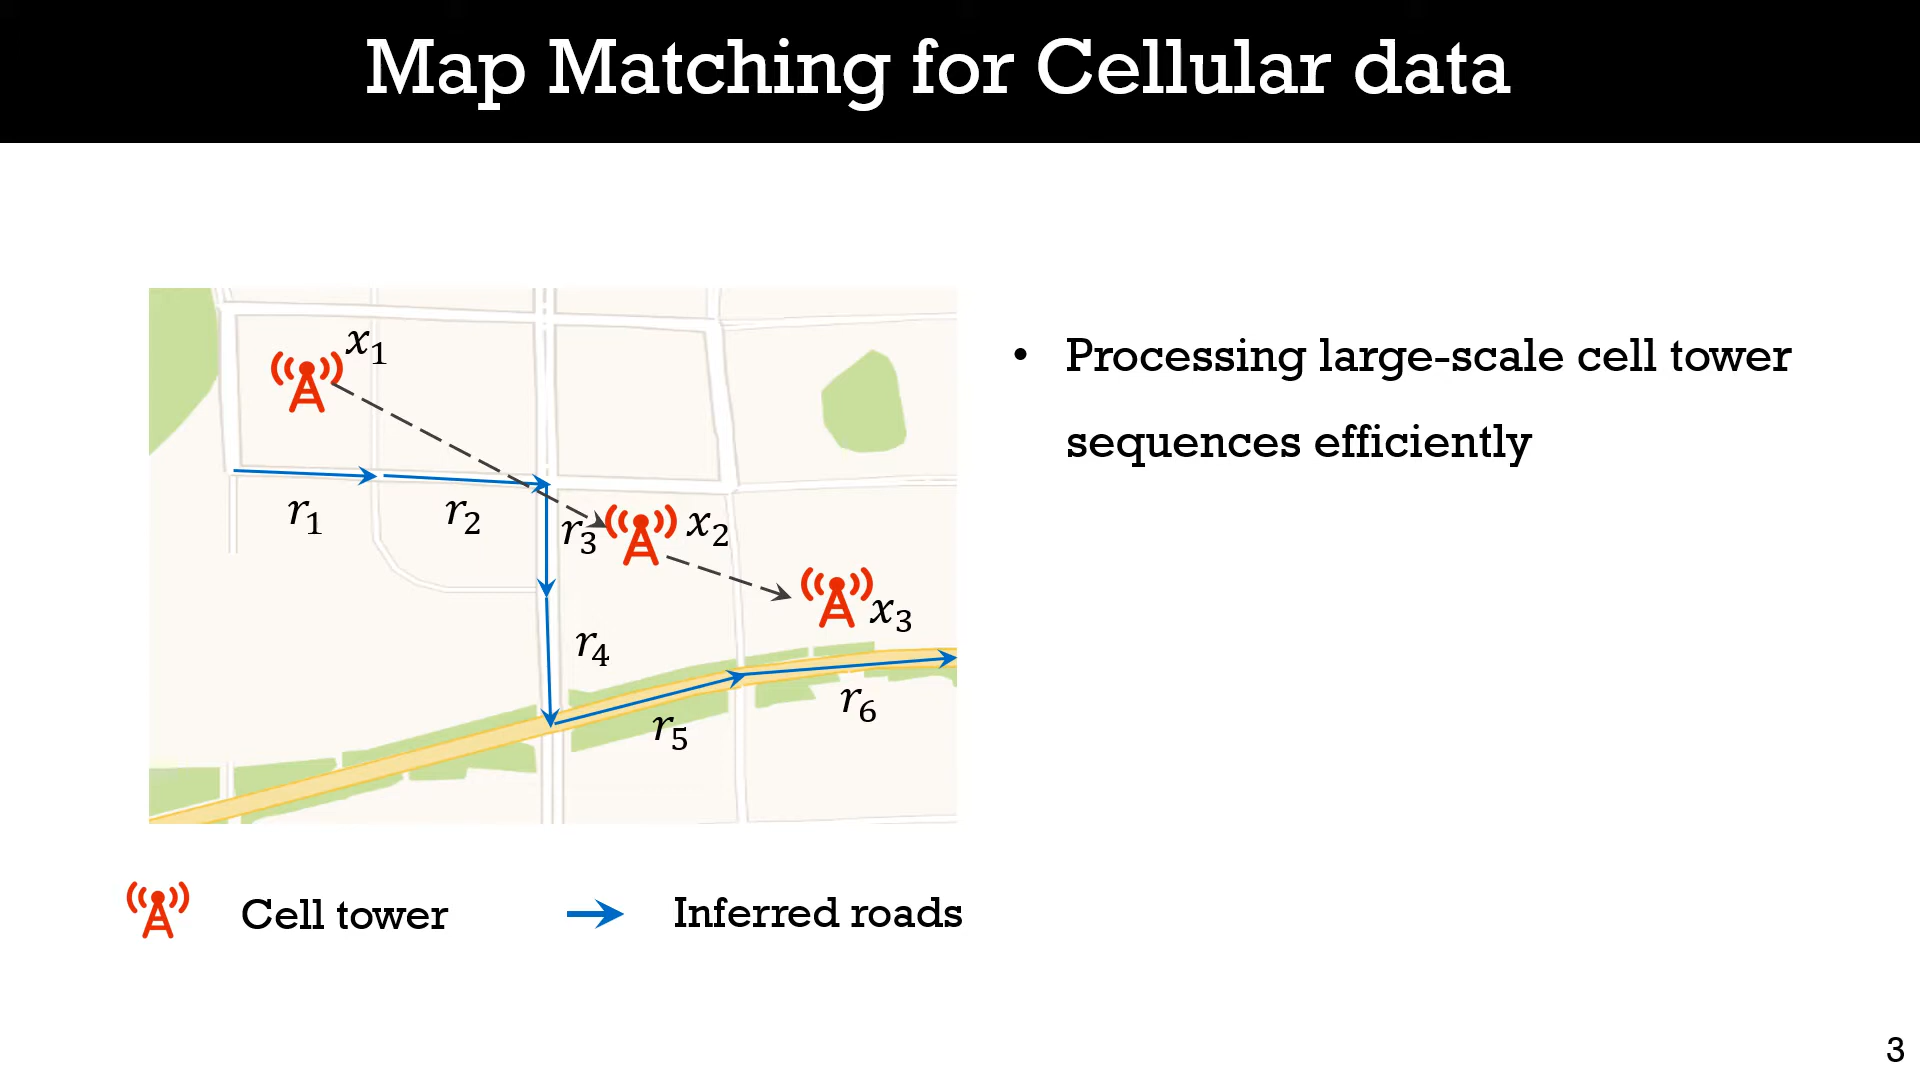 Map Matching for Cellular data
x₁
r₁
r₂
r₃
x₂
x₃
r₄
r₅
r₆
• Processing large-scale cell tower
sequences efficiently
Cell tower
Inferred roads
3